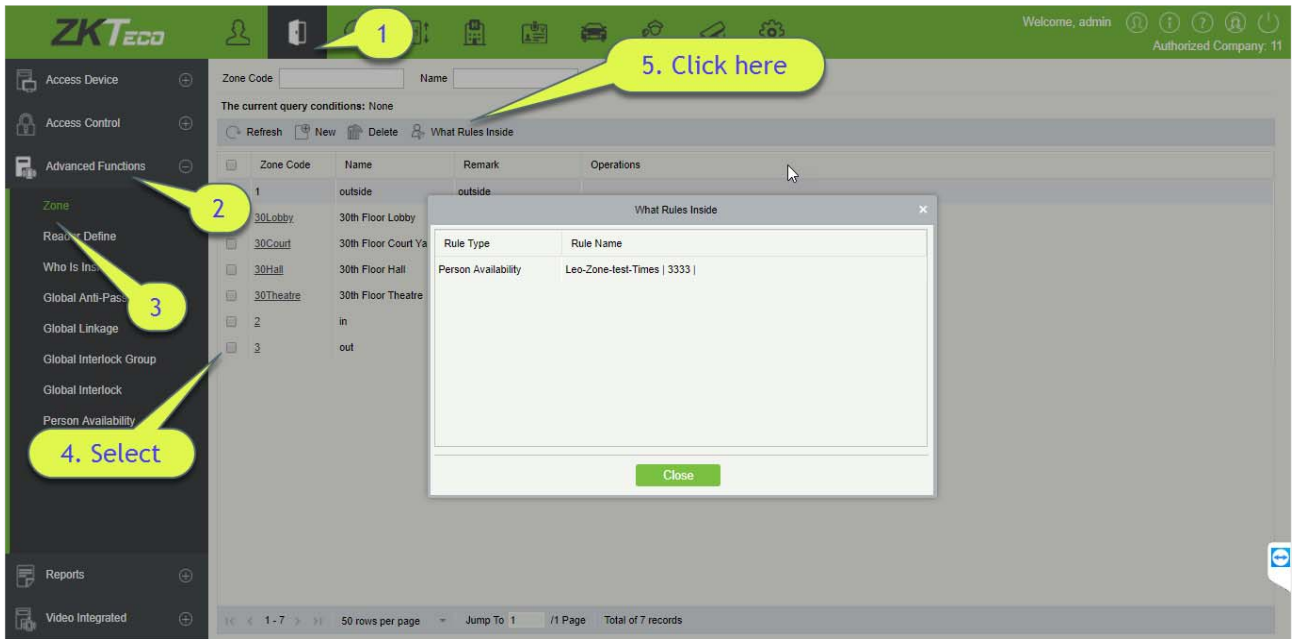 ZKTECO
1
Welcome, admin
Authorized Company: 11
5. Click here
Access Device
Access Control
Advanced Functions
2
Zone
Reader Define
Who Is
3
Global Anti-Pass
Global Linkage
Global Interlock Group
Global Interlock
Person Availability
4. Select
Reports
Video Integrated
Zone Code
Name
The current query conditions: None
Refresh New Delete What Rules Inside
Zone Code Name Remark Operations
1 outside outside
30Lobby 30th Floor Lobby
30Court 30th Floor Court Ya
30Hall 30th Floor Hall
30Theatre 30th Floor Theatre
2 in
3 out
What Rules Inside
Rule Type Rule Name
Person Availability Leo-Zone-test-Times | 3333 |
Close
1 - 7 50 rows per page Jump To 1 /1 Page Total of 7 records